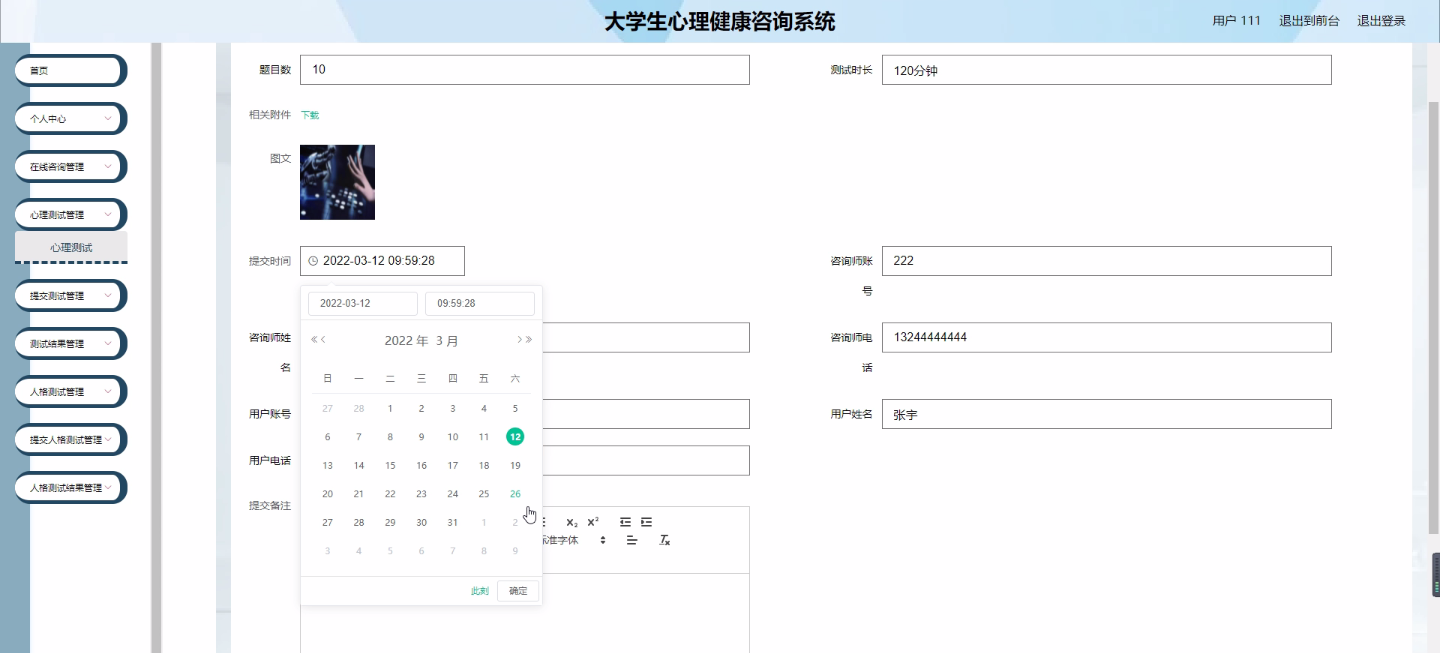 大学生心理健康咨询系统
用户 111 退出到前台 退出登录
首页
个人中心
在线咨询管理
心理测试管理
心理测试
提交测试管理
测试结果管理
人格测试管理
提交人格测试管理
人格测试结果管理
题目数 10 测试时长 120分钟
相关附件 下载
图文
提交时间 2022-03-12 09:59:28 咨询师账号 222
2022-03-12 09:59:28
2022 年 3 月
日 一 二 三 四 五 六
27 28 1 2 3 4 5
6 7 8 9 10 11 12
13 14 15 16 17 18 19
20 21 22 23 24 25 26
27 28 29 30 31 1 2
3 4 5 6 7 8 9
此刻 确定
咨询师姓名 咨询师电话 13244444444
用户账号 用户姓名 张宇
用户电话
提交备注
准字体